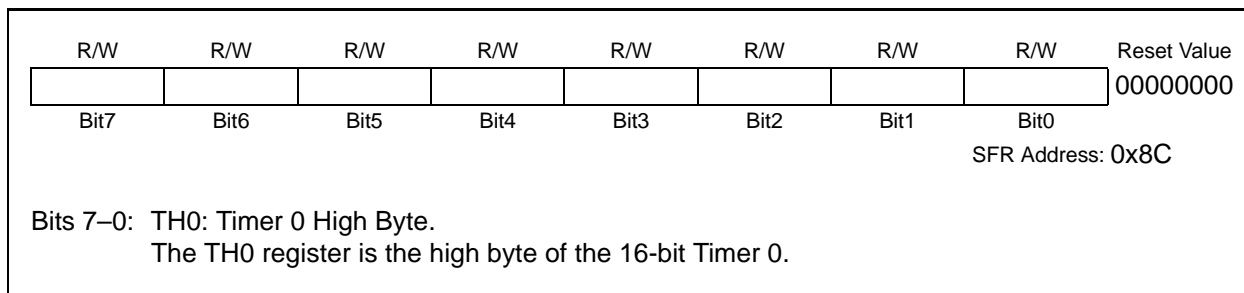 R/W R/W R/W R/W R/W R/W R/W R/W Reset Value
00000000
Bit7 Bit6 Bit5 Bit4 Bit3 Bit2 Bit1 Bit0
SFR Address: 0x8C
Bits 7–0: TH0: Timer 0 High Byte.
The TH0 register is the high byte of the 16-bit Timer 0.